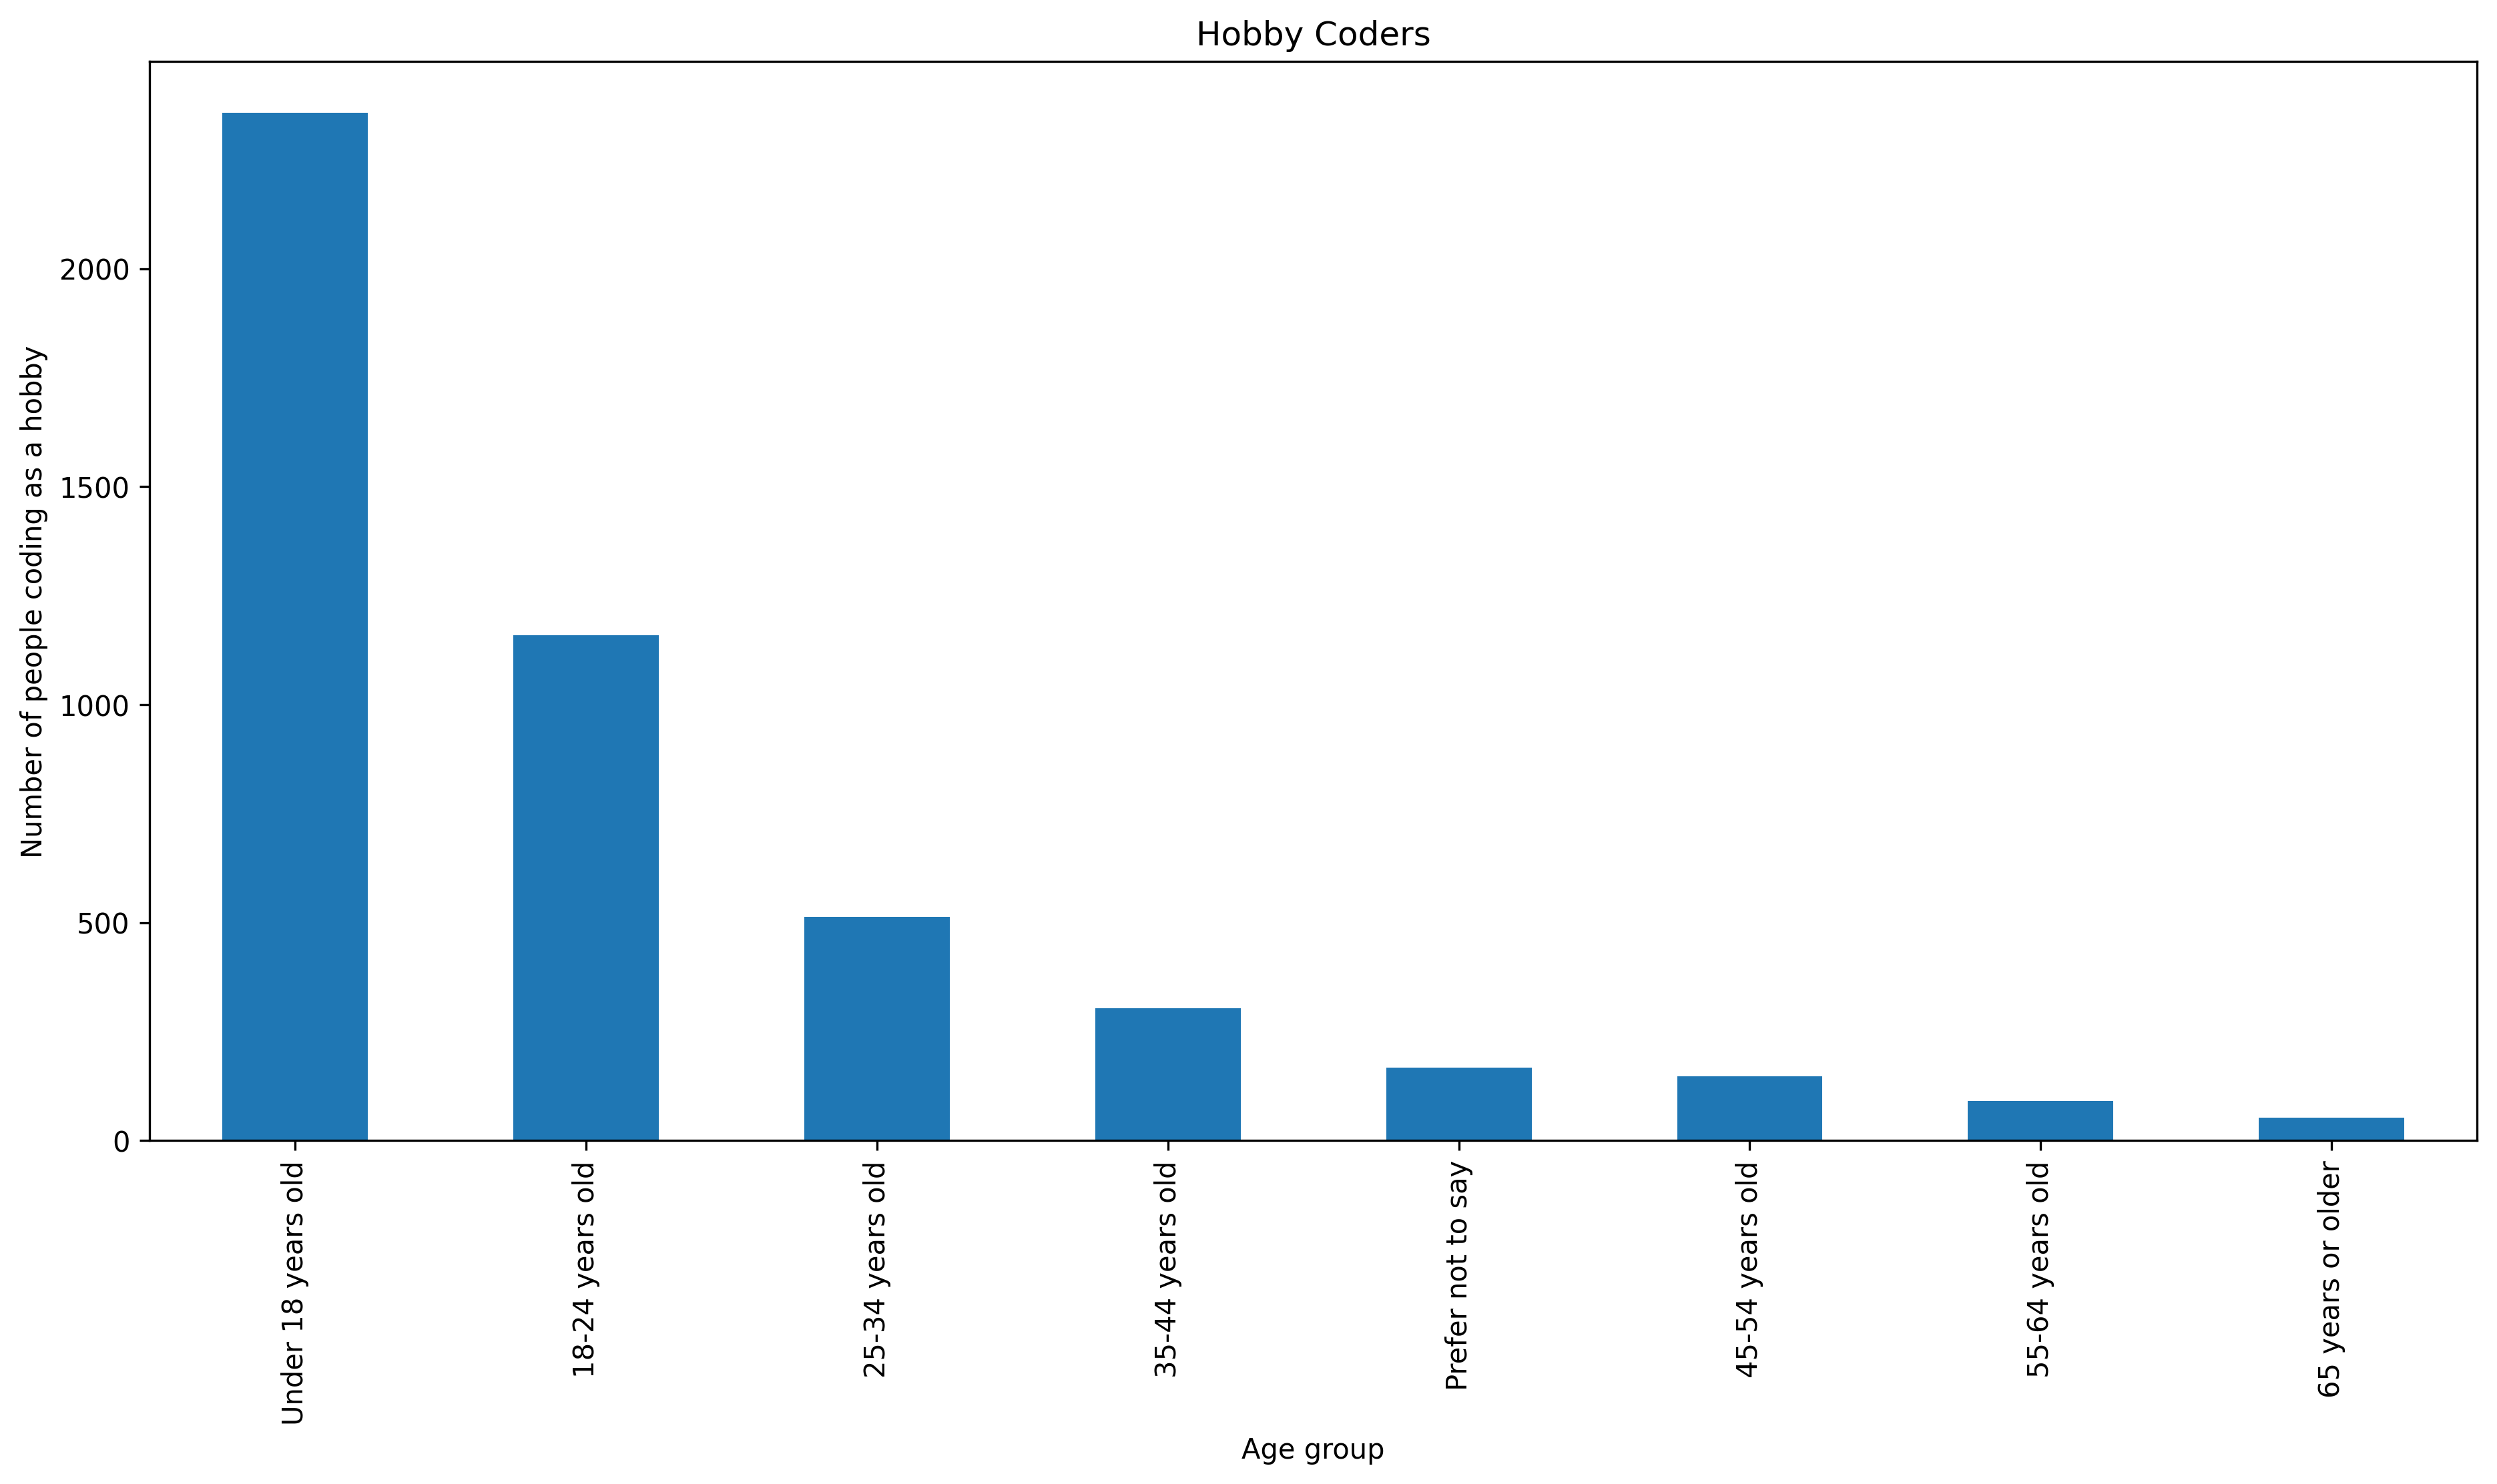 Hobby Coders
Number of people coding as a hobby
2000
1500
1000
500
0
Under 18 years old
18-24 years old
25-34 years old
35-44 years old
Prefer not to say
45-54 years old
55-64 years old
65 years or older
Age group